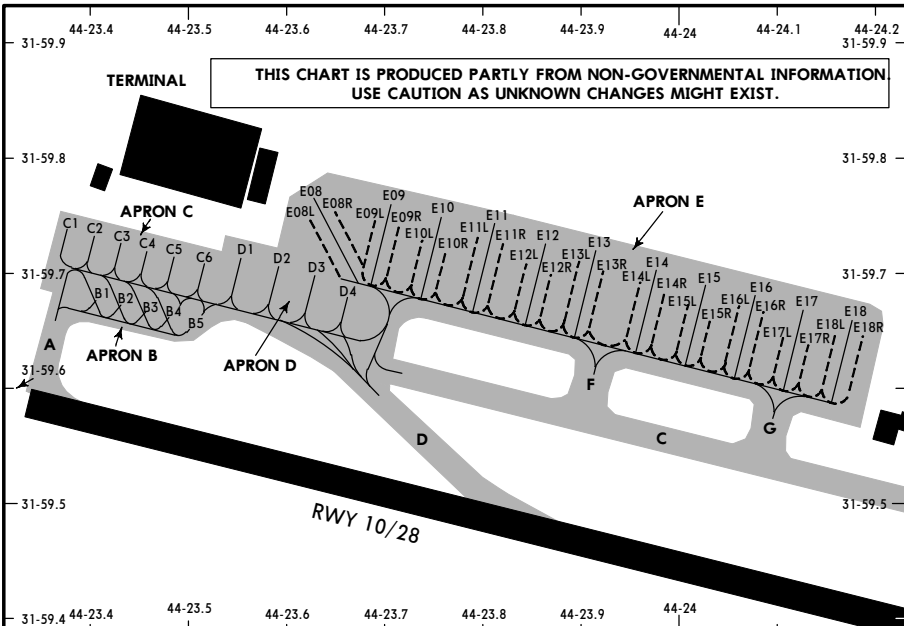 44-23.4 44-23.5 44-23.6 44-23.7 44-23.8 44-23.9 44-24 44-24.1 44-24.2
31-59.9 31-59.9
THIS CHART IS PRODUCED PARTLY FROM NON-GOVERNMENTAL INFORMATION.
USE CAUTION AS UNKNOWN CHANGES MIGHT EXIST.
TERMINAL
31-59.8 31-59.8
APRON C
APRON E
C1 C2 C3 C4 C5 C6 D1 D2 D3 D4
E08L E08 E08R E09L E09 E09R E10L E10 E10R E11L E11 E11R E12L E12 E12R E13L E13 E13R E14L E14 E14R E15L E15 E15R E16L E16 E16R E17L E17 E17R E18L E18 E18R
31-59.7 31-59.7
B1 B2 B3 B4 B5
APRON B
APRON D
A
31-59.6
F
D
C
G
31-59.5 31-59.5
RWY 10/28
31-59.4
44-23.4 44-23.5 44-23.6 44-23.7 44-23.8 44-23.9 44-24